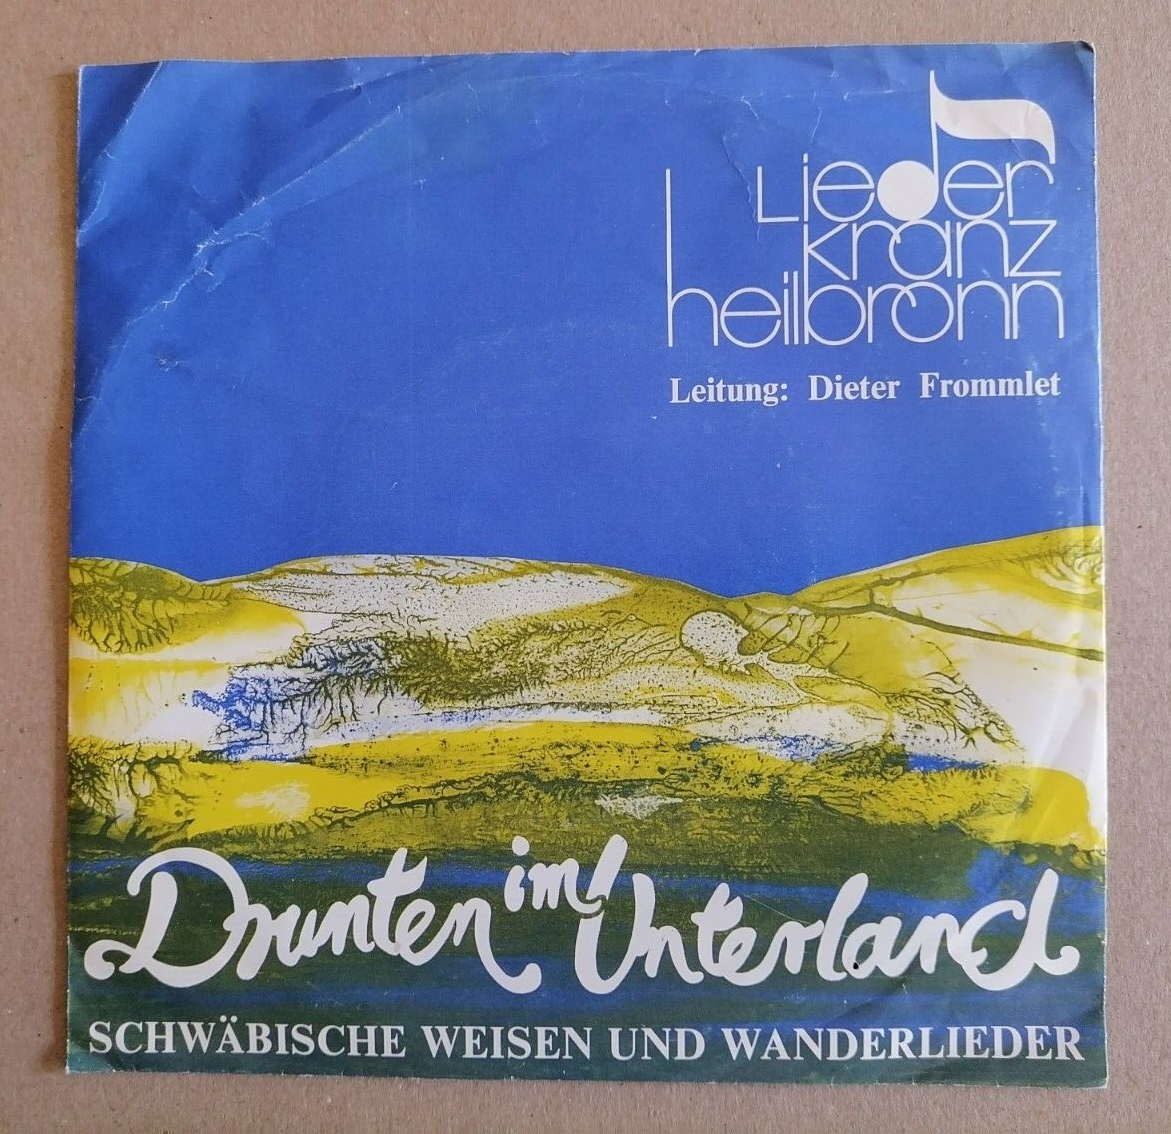 Lieder
kranz
heilbronn
Leitung: Dieter Frommlet
Drunten im Unterland
SCHWÄBISCHE WEISEN UND WANDERLIEDER